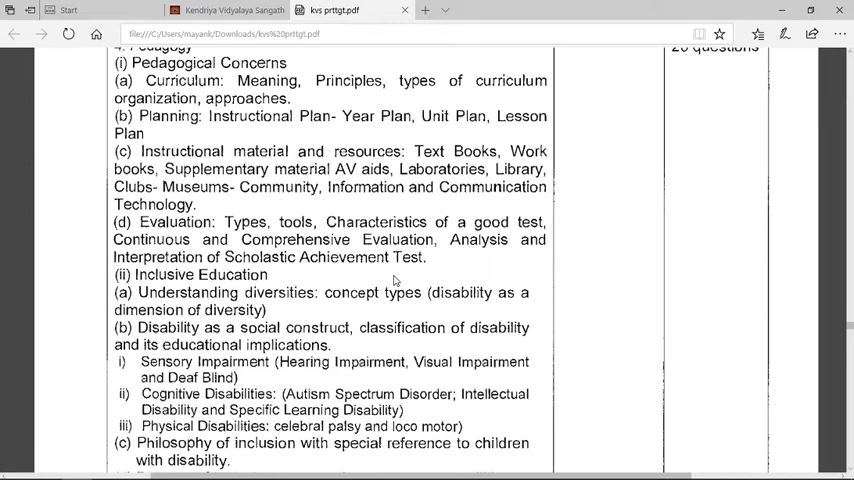 Start
Kendriya Vidyalaya Sangath
kvs prttgt.pdf
file:///C:/Users/mayank/Downloads/kvs%20prttgt.pdf
4. Pedagogy
20 questions
(i) Pedagogical Concerns
(a) Curriculum: Meaning, Principles, types of curriculum
organization, approaches.
(b) Planning: Instructional Plan- Year Plan, Unit Plan, Lesson
Plan
(c) Instructional material and resources: Text Books, Work
books, Supplementary material AV aids, Laboratories, Library,
Clubs- Museums- Community, Information and Communication
Technology.
(d) Evaluation: Types, tools, Characteristics of a good test,
Continuous and Comprehensive Evaluation, Analysis and
Interpretation of Scholastic Achievement Test.
(ii) Inclusive Education
(a) Understanding diversities: concept types (disability as a
dimension of diversity)
(b) Disability as a social construct, classification of disability
and its educational implications.
i) Sensory Impairment (Hearing Impairment, Visual Impairment
and Deaf Blind)
ii) Cognitive Disabilities: (Autism Spectrum Disorder; Intellectual
Disability and Specific Learning Disability)
iii) Physical Disabilities: celebral palsy and loco motor)
(c) Philosophy of inclusion with special reference to children
with disability.